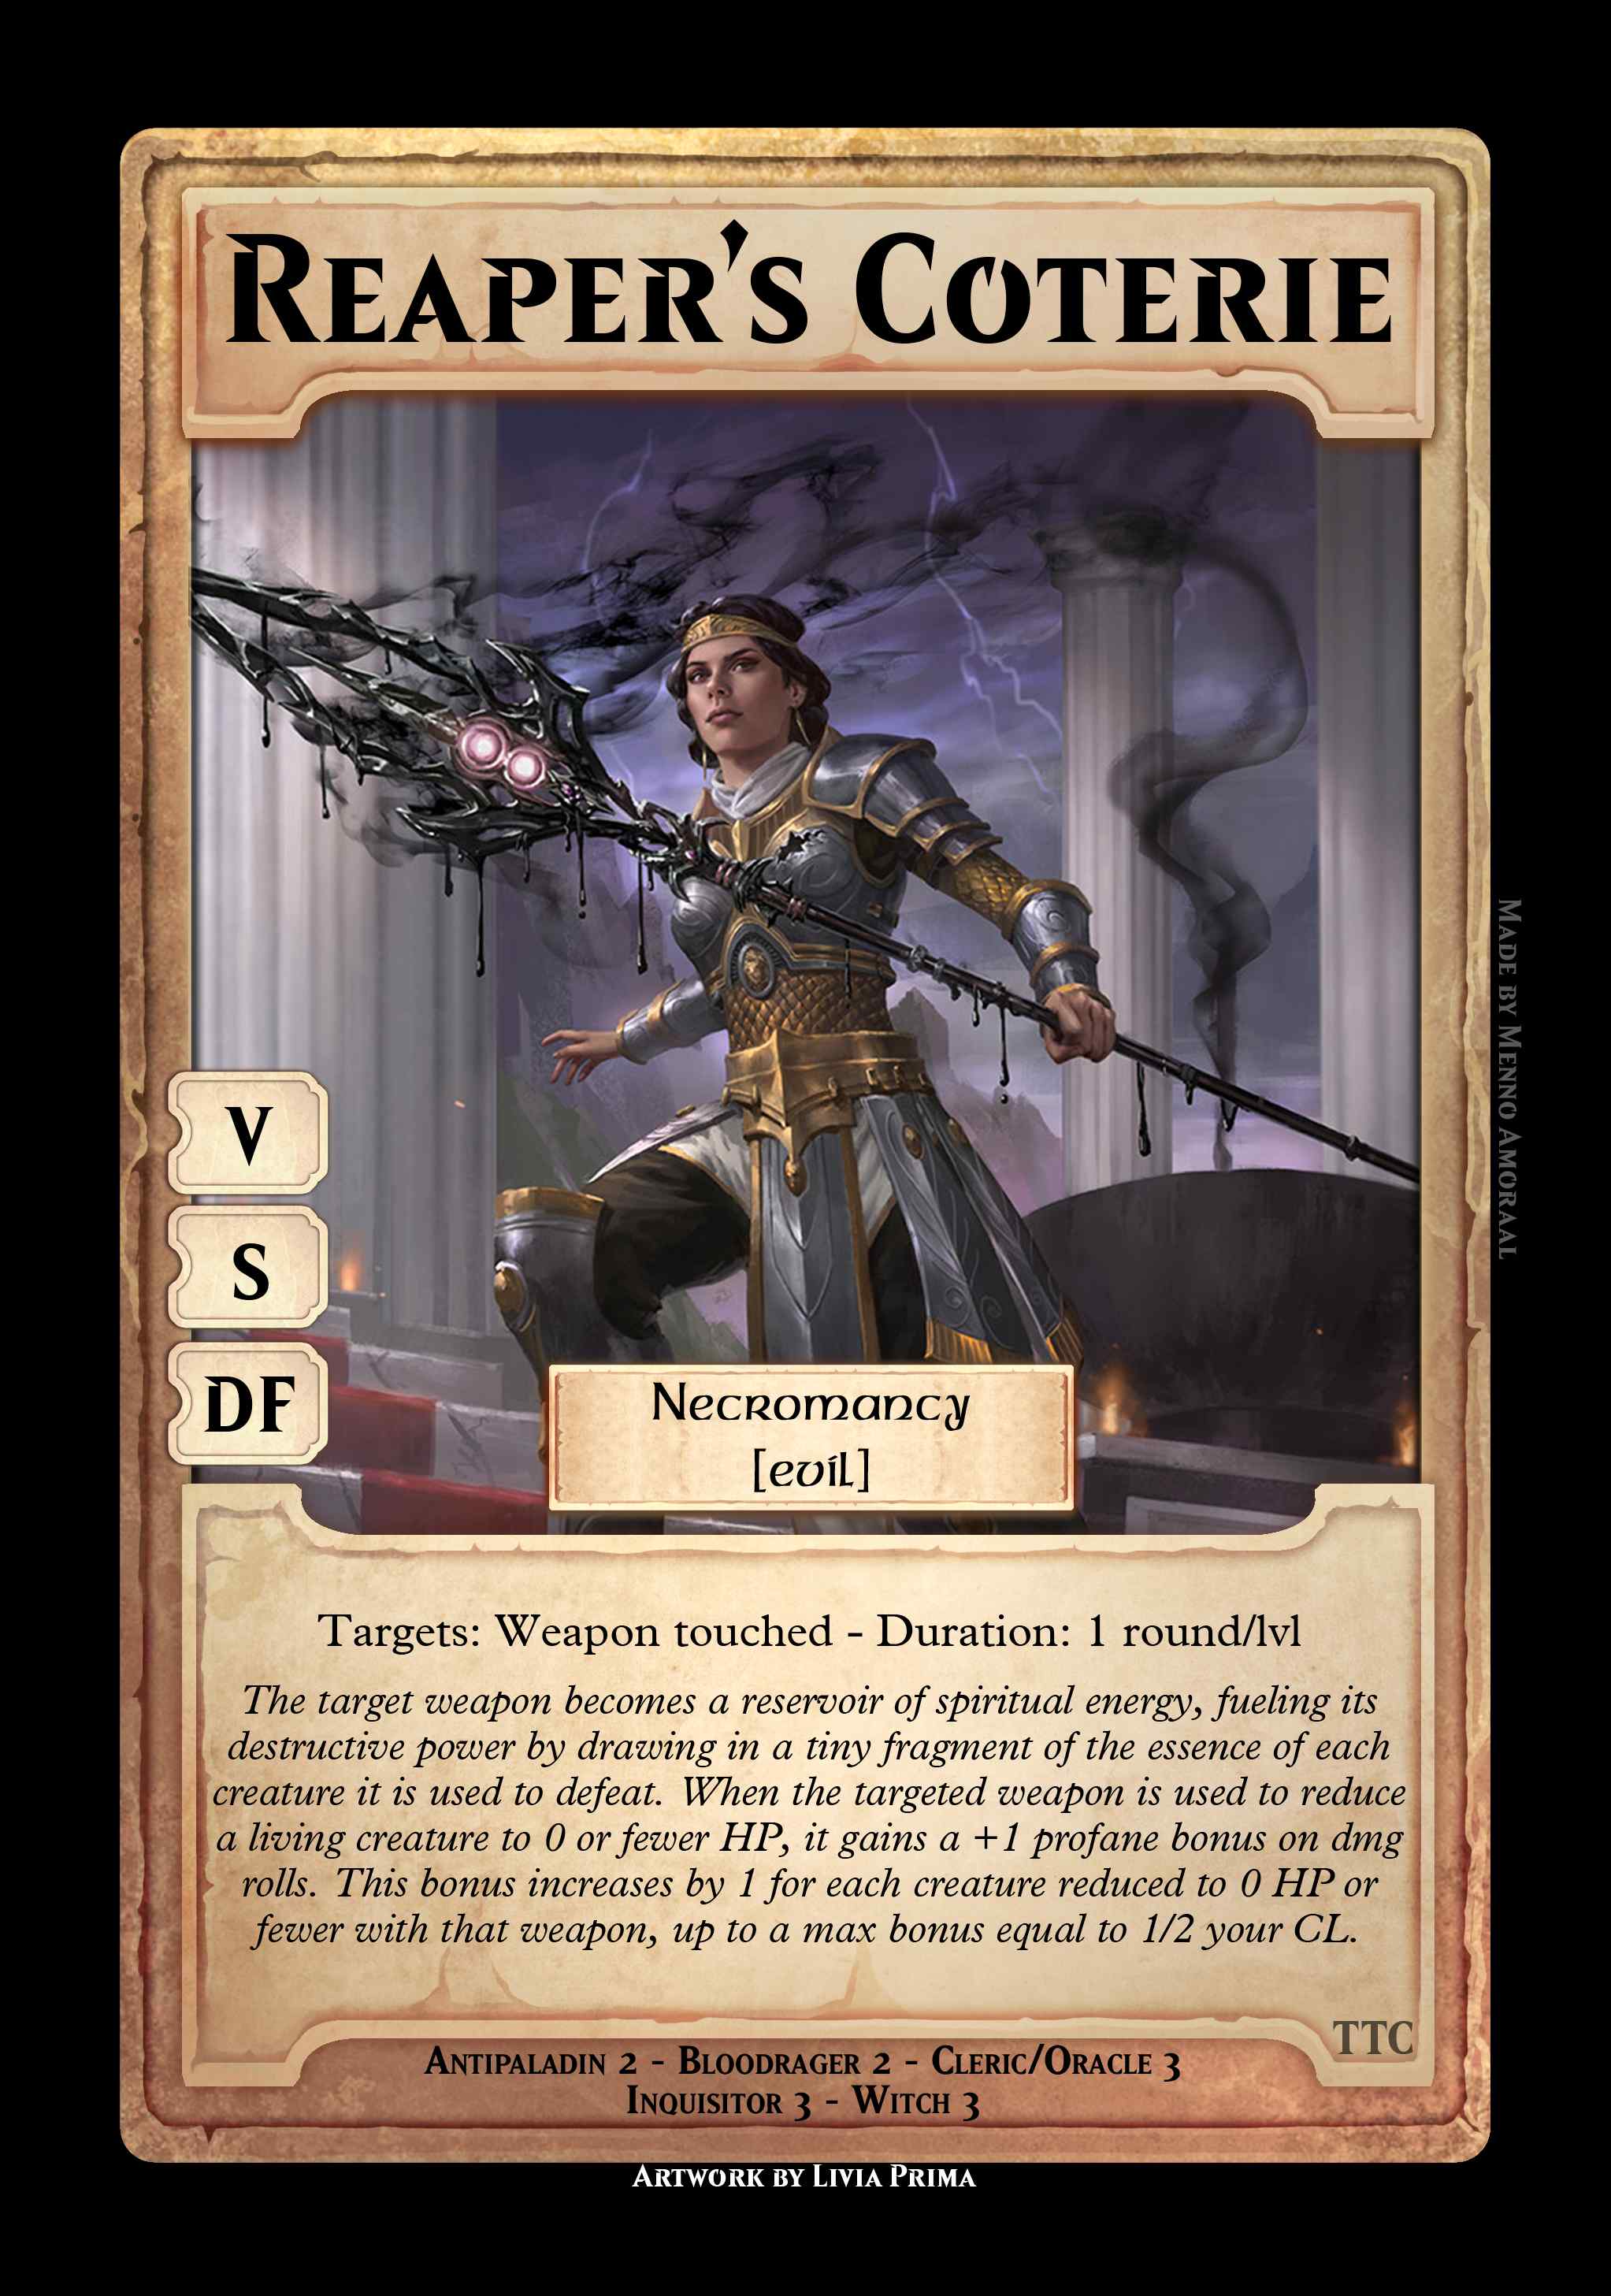 Reaper's Coterie
V
S
DF
Necromancy
[evil]
Targets: Weapon touched - Duration: 1 round/lvl
The target weapon becomes a reservoir of spiritual energy, fueling its
destructive power by drawing in a tiny fragment of the essence of each
creature it is used to defeat. When the targeted weapon is used to reduce
a living creature to 0 or fewer HP, it gains a +1 profane bonus on dmg
rolls. This bonus increases by 1 for each creature reduced to 0 HP or
fewer with that weapon, up to a max bonus equal to 1/2 your CL.
TTC
Antipaladin 2 - Bloodrager 2 - Cleric/Oracle 3
Inquisitor 3 - Witch 3
Artwork by Livia Prima
Made by Menno Amoraal